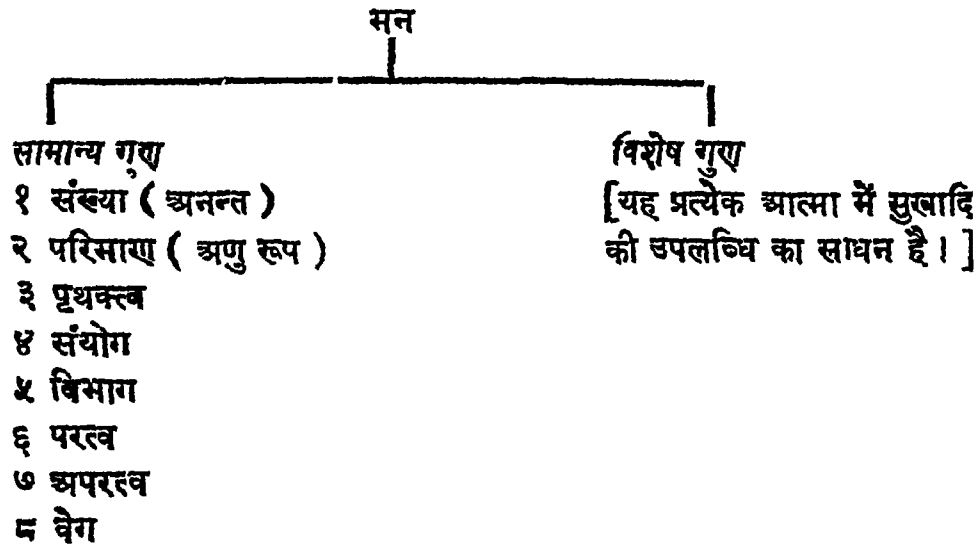 मन
सामान्य गुण
१ संख्या ( अनन्त )
२ परिमाण ( अणु रूप )
३ पृथक्त्व
४ संयोग
५ विभाग
६ परत्व
७ अपरत्व
८ वेग
विशेष गुण
[यह प्रत्येक आत्मा में सुखादि
की उपलब्धि का साधन है । ]